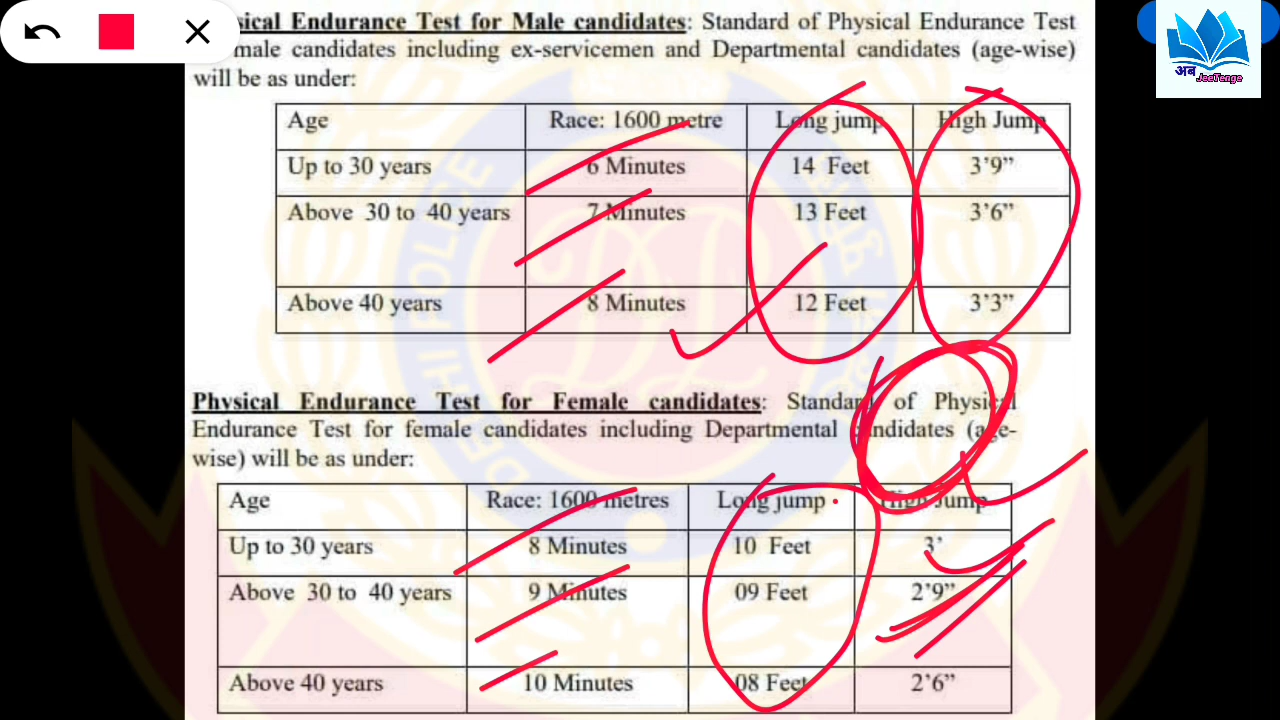 sical Endurance Test for Male candidates: Standard of Physical Endurance Test
male candidates including ex-servicemen and Departmental candidates (age-wise)
will be as under:
अब JeeTenge
Age Race: 1600 metre Long jump High Jump
Up to 30 years 6 Minutes 14 Feet 3'9”
Above 30 to 40 years 7 Minutes 13 Feet 3'6”
Above 40 years 8 Minutes 12 Feet 3'3”
Physical Endurance Test for Female candidates: Standard of Physical
Endurance Test for female candidates including Departmental candidates (age-
wise) will be as under:
Age Race: 1600 metres Long jump High Jump
Up to 30 years 8 Minutes 10 Feet 3'
Above 30 to 40 years 9 Minutes 09 Feet 2'9”
Above 40 years 10 Minutes 08 Feet 2'6”
DELHI POLICE